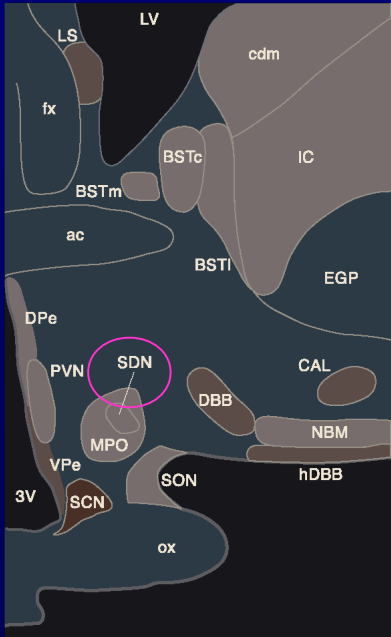 LV
LS
cdm
fx
BSTc
IC
BSTm
ac
BSTl
EGP
DPe
SDN
PVN
CAL
DBB
NBM
MPO
VPe
hDBB
SON
3V
SCN
ox